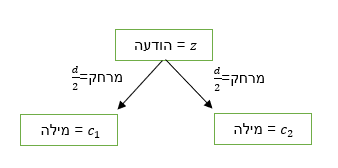 z = הודעה
מרחק=d/2
מרחק=d/2
c₂ = מילה
c₁ = מילה